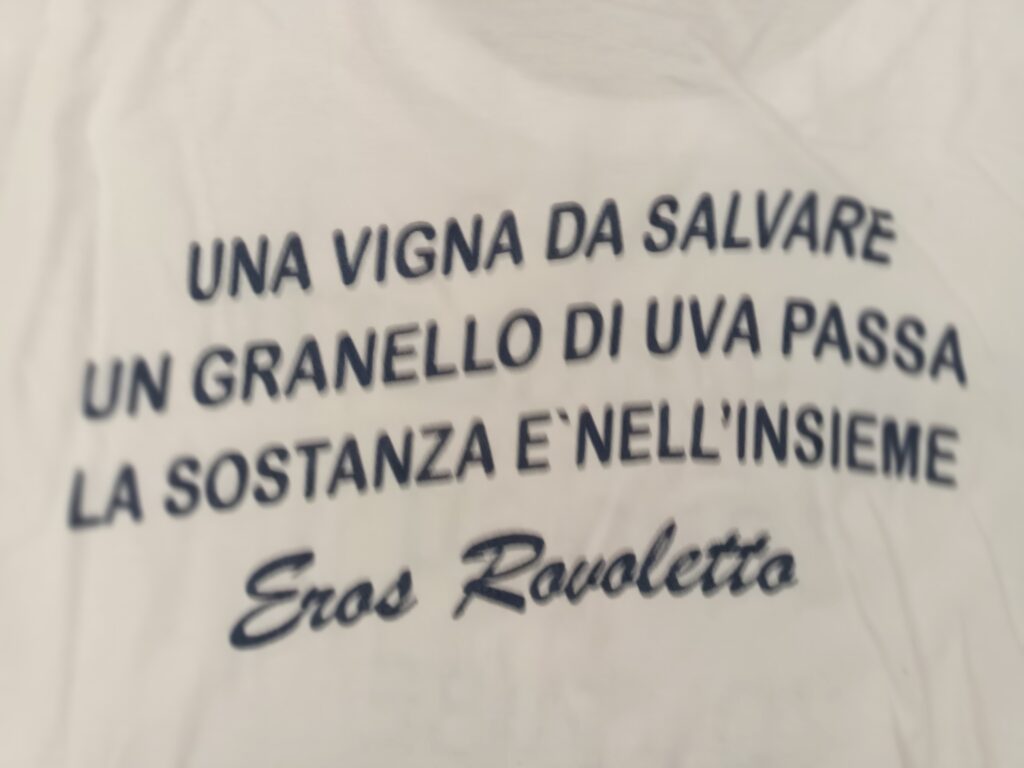 UNA VIGNA DA SALVARE
UN GRANELLO DI UVA PASSA
LA SOSTANZA E`NELL'INSIEME
Eros Rovoletto